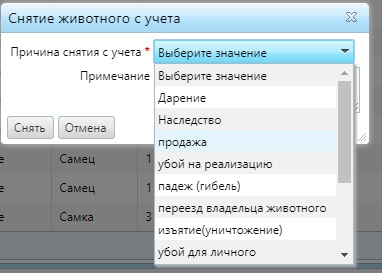 Снятие животного с учета
Причина снятия с учета * Выберите значение
Примечание
Выберите значение
Дарение
Наследство
продажа
убой на реализацию
падеж (гибель)
переезд владельца животного
изъятие(уничтожение)
убой для личного
Снять Отмена
е Самец 1
е Самец 1
е Самка 3